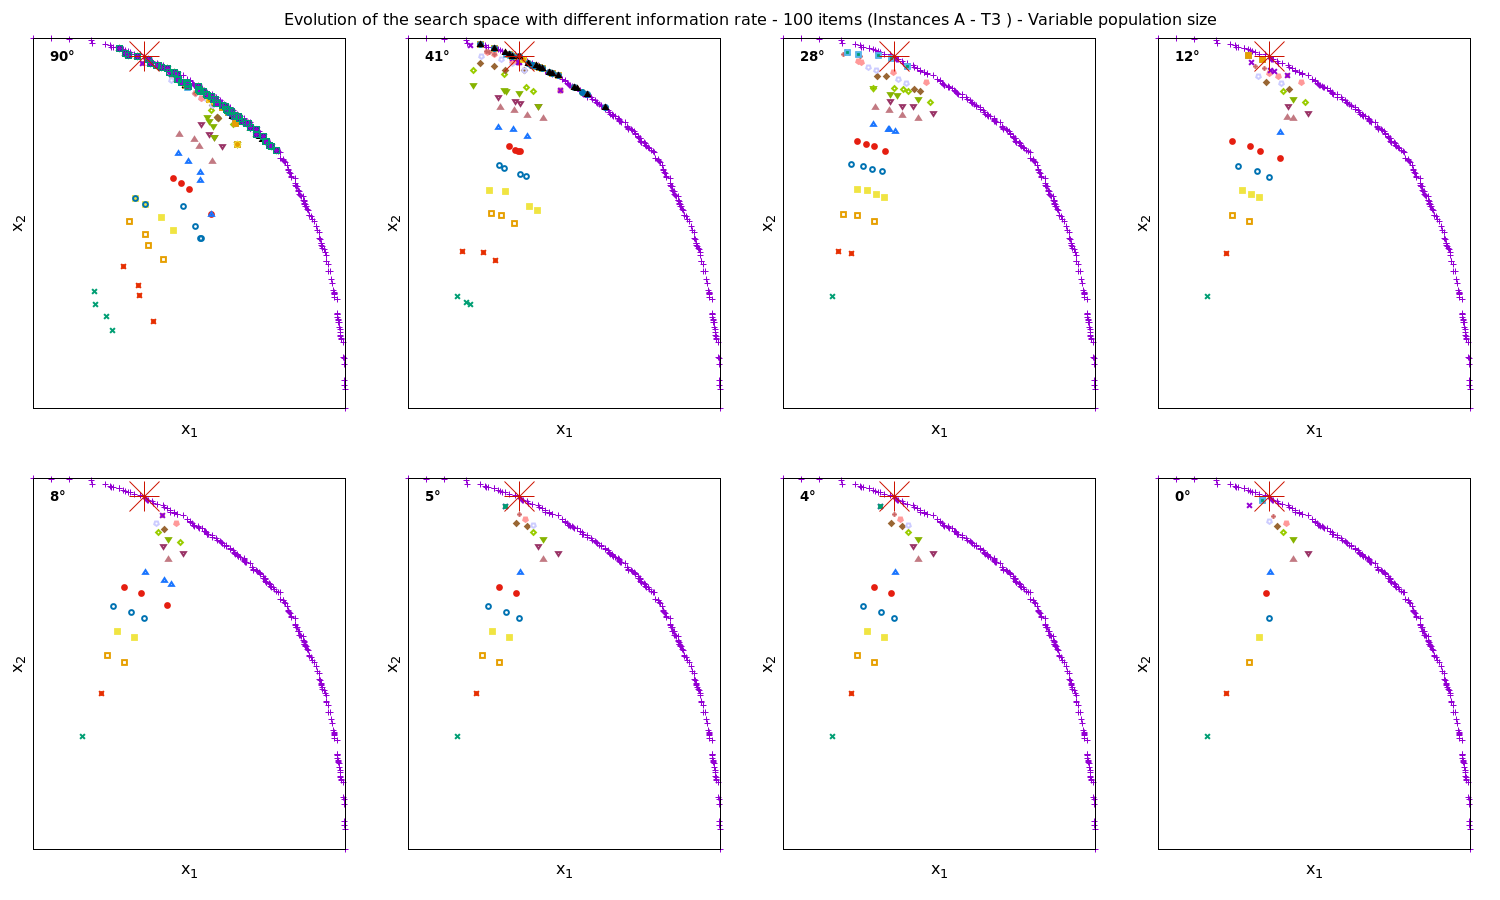 Evolution of the search space with different information rate - 100 items (Instances A - T3 ) - Variable population size
90°
41°
28°
12°
x₂
x₂
x₂
x₂
x₁
x₁
x₁
x₁
8°
5°
4°
0°
x₂
x₂
x₂
x₂
x₁
x₁
x₁
x₁